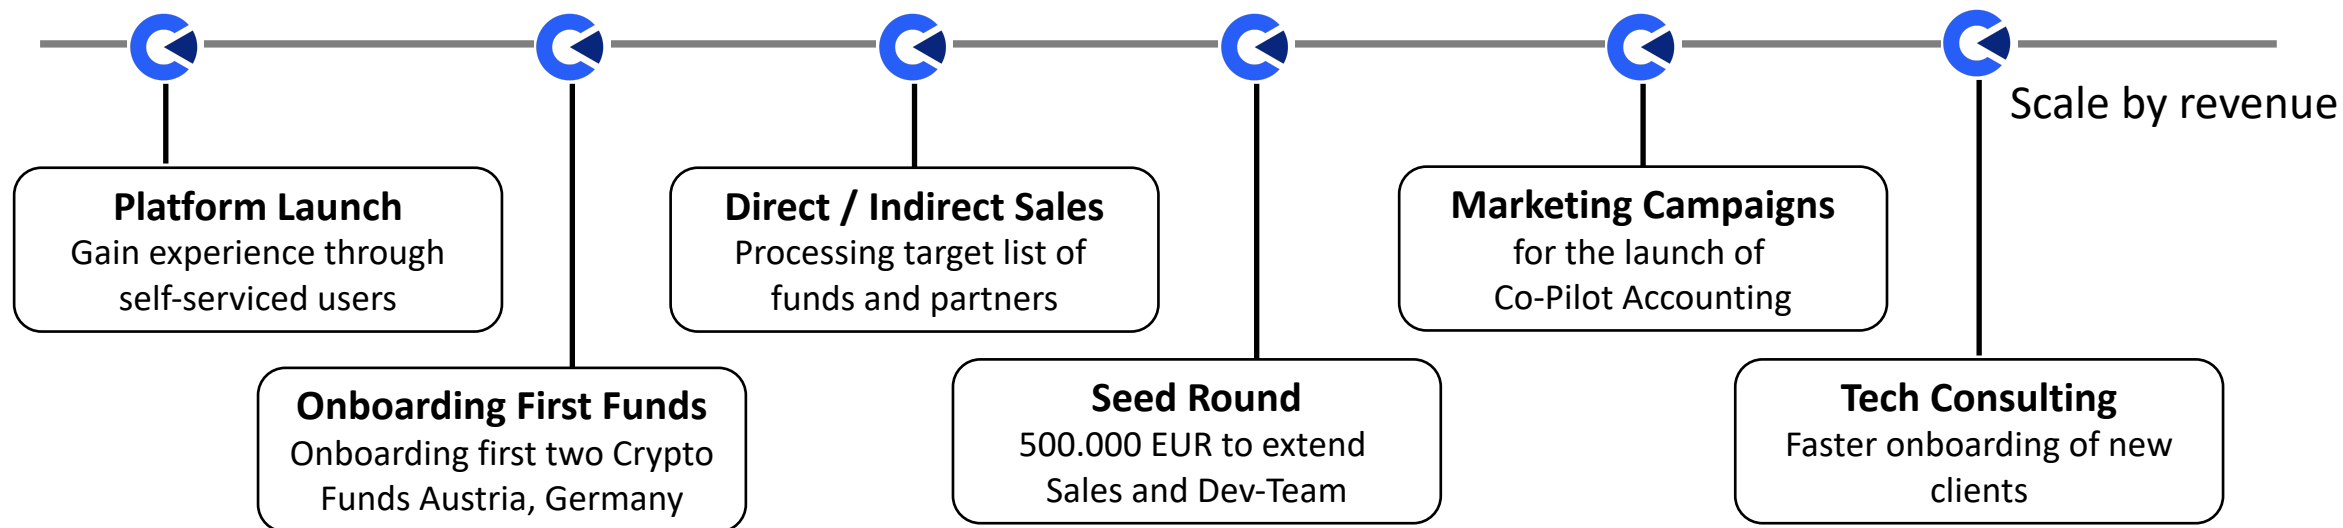 Scale by revenue
Platform Launch
Gain experience through
self-serviced users
Onboarding First Funds
Onboarding first two Crypto
Funds Austria, Germany
Direct / Indirect Sales
Processing target list of
funds and partners
Seed Round
500.000 EUR to extend
Sales and Dev-Team
Marketing Campaigns
for the launch of
Co-Pilot Accounting
Tech Consulting
Faster onboarding of new
clients